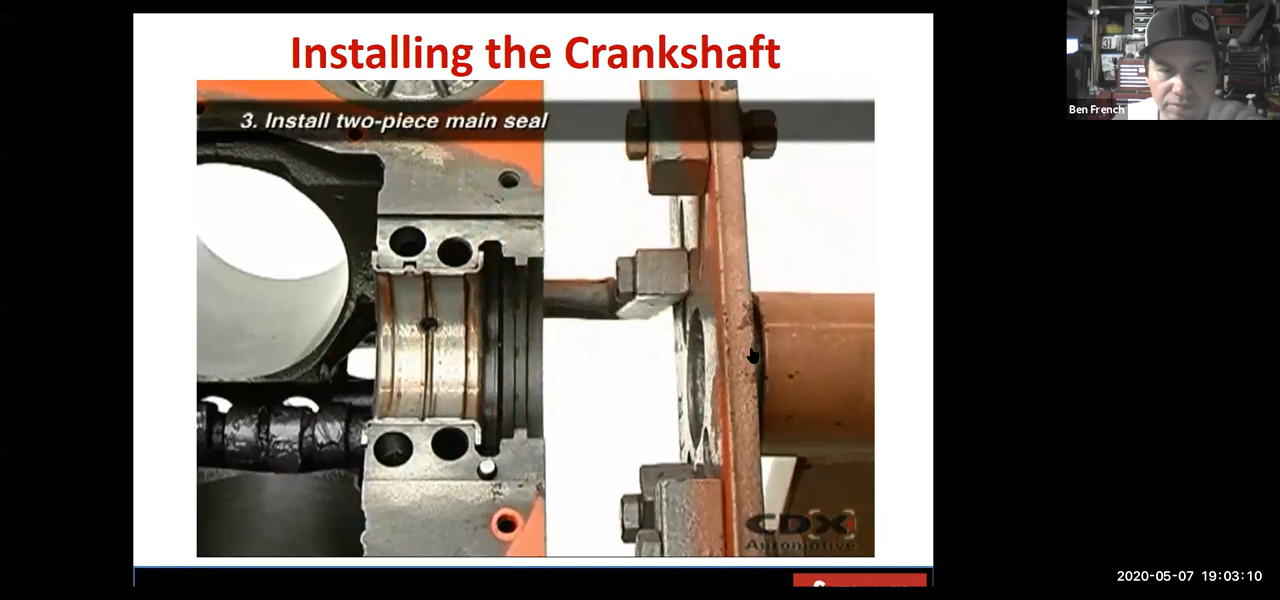 Installing the Crankshaft
3. Install two-piece main seal
Ben French
CDX
Automotive
2020-05-07 19:03:10